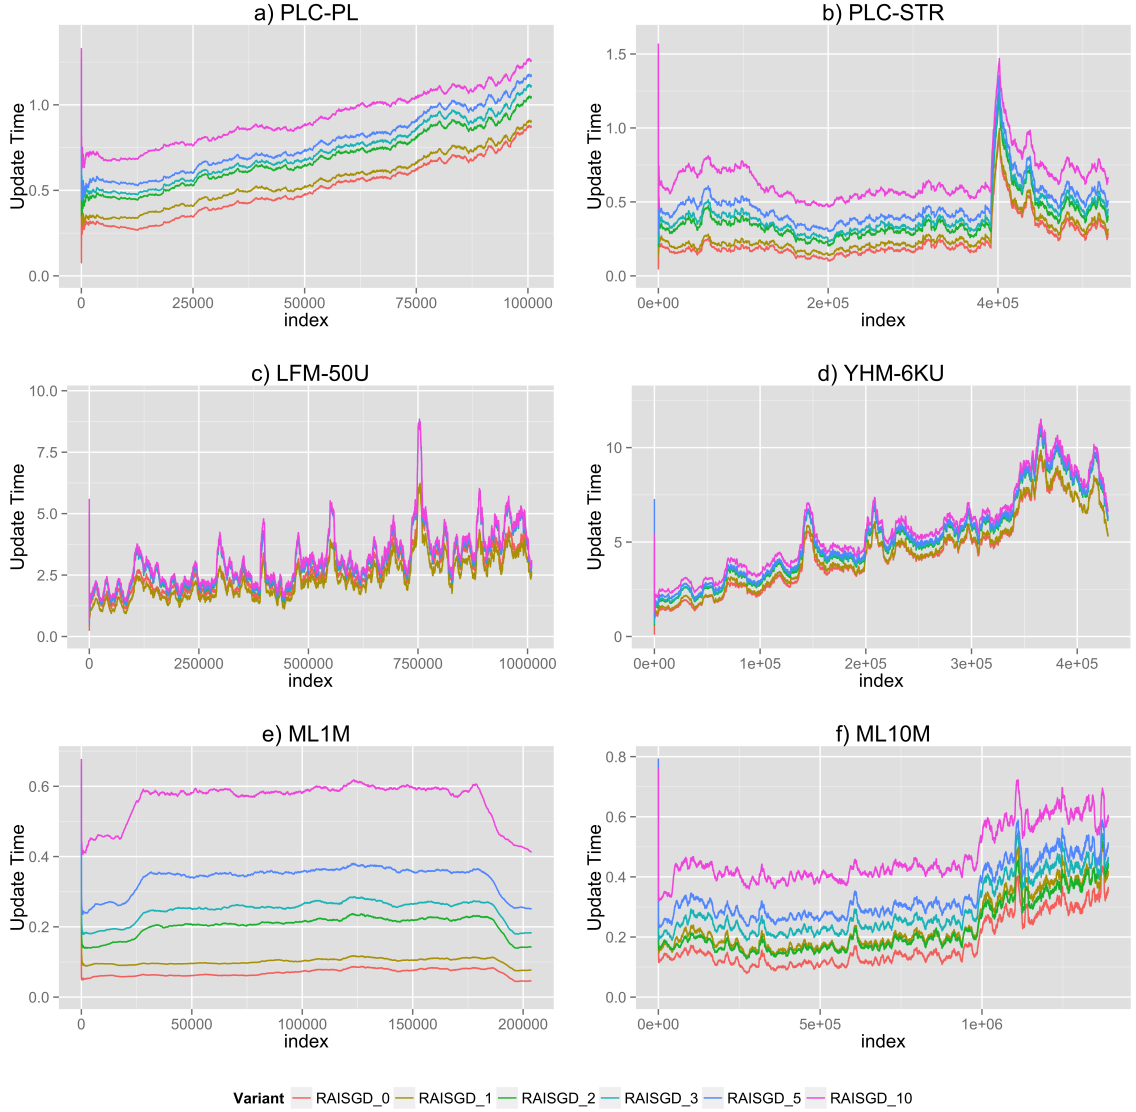 a) PLC-PL
Update Time
1.0
0.5
0.0
0 25000 50000 75000 100000
index
b) PLC-STR
Update Time
1.5
1.0
0.5
0.0
0e+00 2e+05 4e+05
index
c) LFM-50U
Update Time
10.0
7.5
5.0
2.5
0.0
0 250000 500000 750000 1000000
index
d) YHM-6KU
Update Time
10
5
0
0e+00 1e+05 2e+05 3e+05 4e+05
index
e) ML1M
Update Time
0.6
0.4
0.2
0.0
0 50000 100000 150000 200000
index
f) ML10M
Update Time
0.8
0.6
0.4
0.2
0.0
0e+00 5e+05 1e+06
index
Variant RAISGD_0 RAISGD_1 RAISGD_2 RAISGD_3 RAISGD_5 RAISGD_10